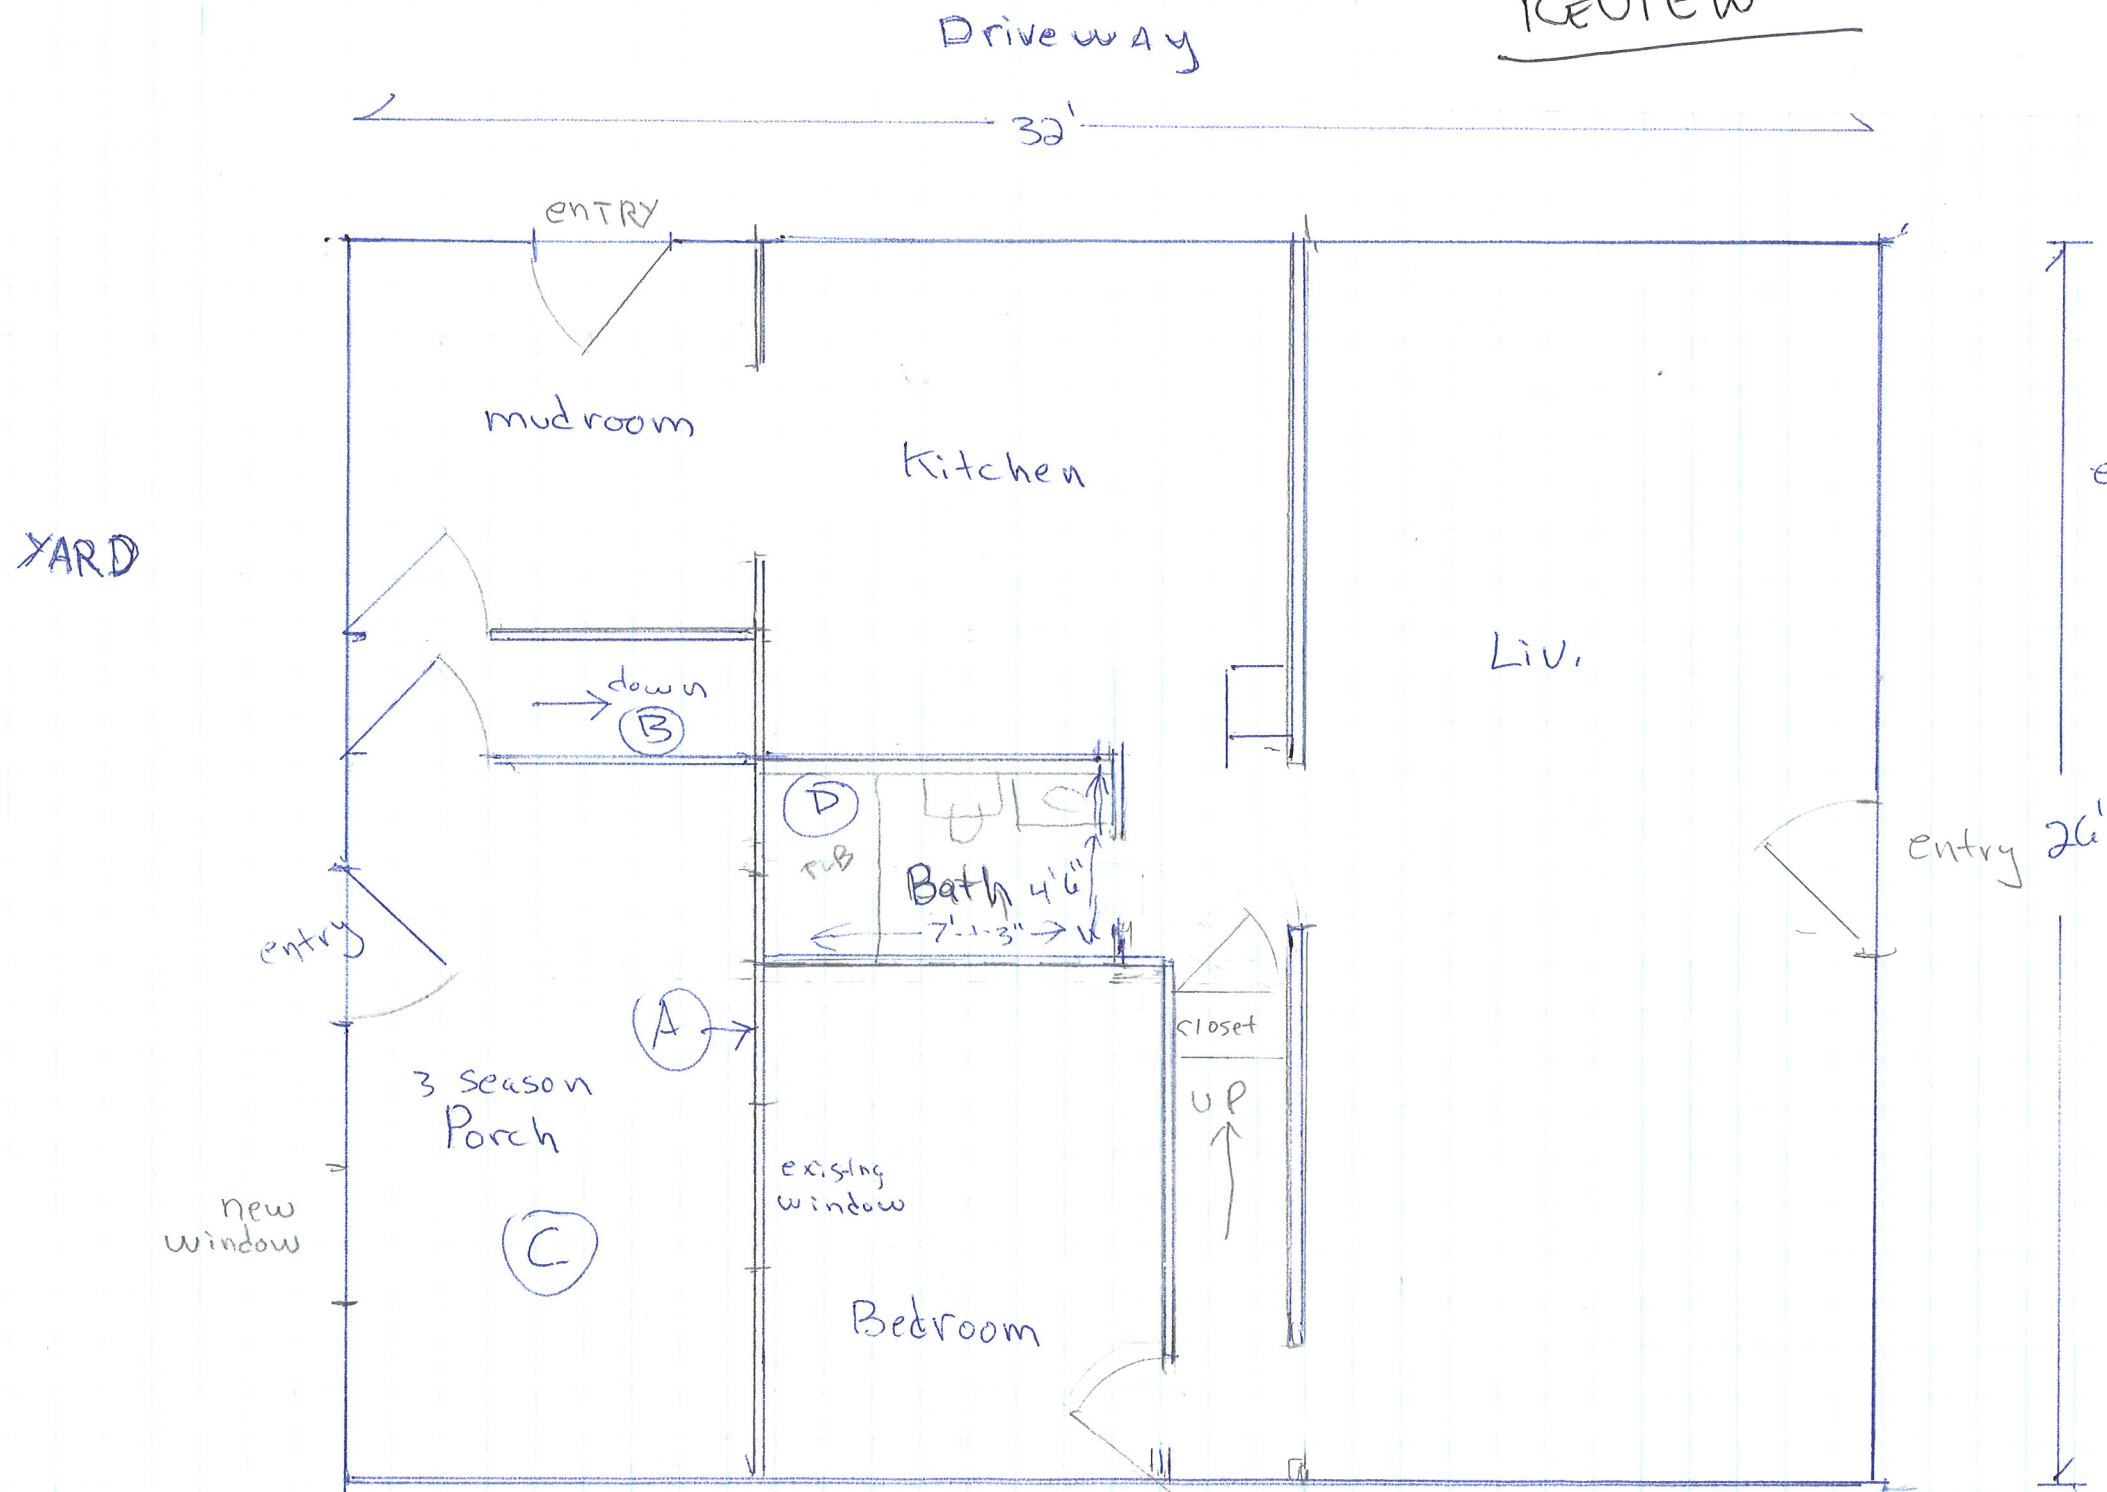 REVIEW
Driveway
32'
enTRY
mudroom
Kitchen
YARD
Liv.
down
B
D
TUB
Bath 4'6"
7'-3"
entry
entry 26'
A
closet
UP
3 season
Porch
existing
window
new
window
C
Bedroom